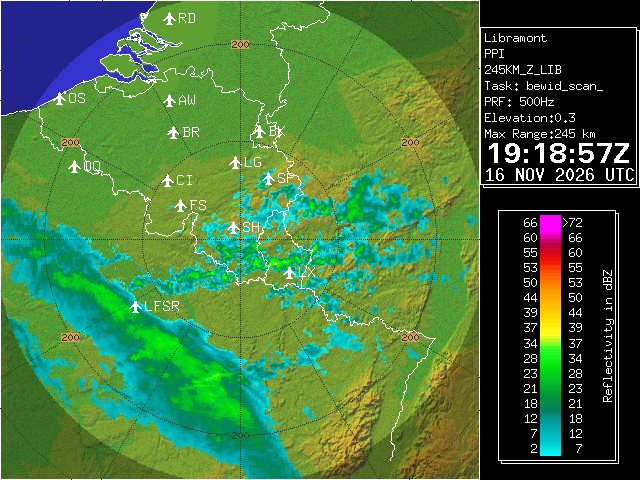 RD
200
OS
AW
BR
BK
200
200
OQ
LG
CI
SP
FS
SH
LX
LFSR
200
200
200
Libramont
PPI
245KM_Z_LIB
Task: bewid_scan_
PRF: 500Hz
Elevation:0.3
Max Range:245 km
19:18:57Z
16 NOV 2026 UTC
66 >72
60 66
55 60
53 55
50 53
44 50
39 44
37 39
34 37
28 34
23 28
21 23
18 21
12 18
7 12
2 7
Reflectivity in dBZ